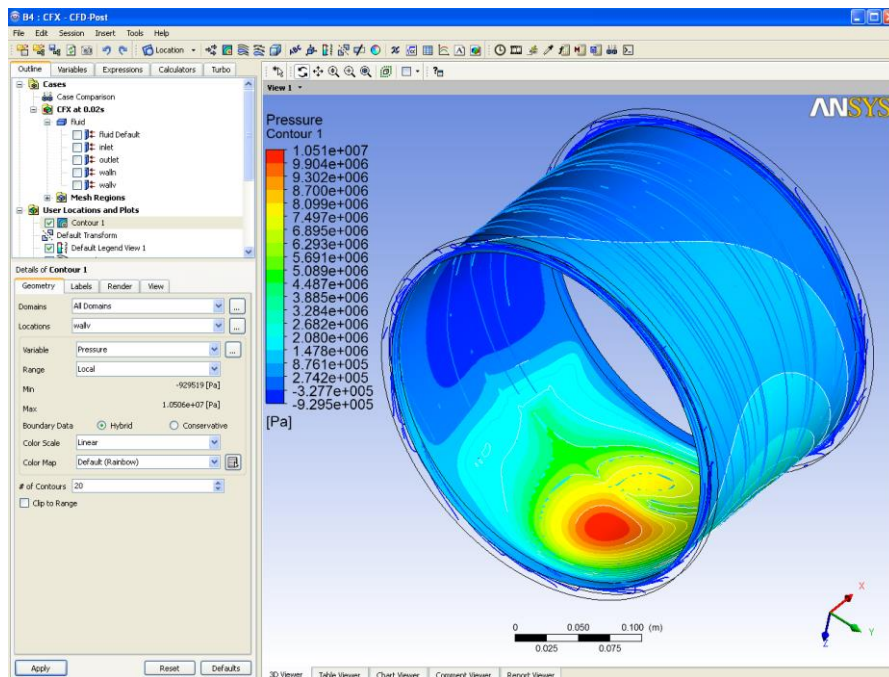 B4 : CFX - CFD-Post
File Edit Session Insert Tools Help
Location
Outline Variables Expressions Calculators Turbo
Cases
Case Comparison
CFX at 0.02s
fluid
fluid Default
inlet
outlet
walln
wallv
Mesh Regions
User Locations and Plots
Contour 1
Default Transform
Default Legend View 1
Details of Contour 1
Geometry Labels Render View
Domains All Domains ...
Locations wallv ...
Variable Pressure ...
Range Local
Min -929519 [Pa]
Max 1.0506e+07 [Pa]
Boundary Data Hybrid Conservative
Color Scale Linear
Color Map Default (Rainbow)
# of Contours 20
Clip to Range
Apply Reset Defaults
View 1
ANSYS
Pressure
Contour 1
1.051e+007
9.904e+006
9.302e+006
8.700e+006
8.099e+006
7.497e+006
6.895e+006
6.293e+006
5.691e+006
5.089e+006
4.487e+006
3.885e+006
3.284e+006
2.682e+006
2.080e+006
1.478e+006
8.761e+005
2.742e+005
-3.277e+005
-9.295e+005
[Pa]
0 0.050 0.100 (m)
0.025 0.075
X
Y
Z
3D Viewer Table Viewer Chart Viewer Comment Viewer Report Viewer